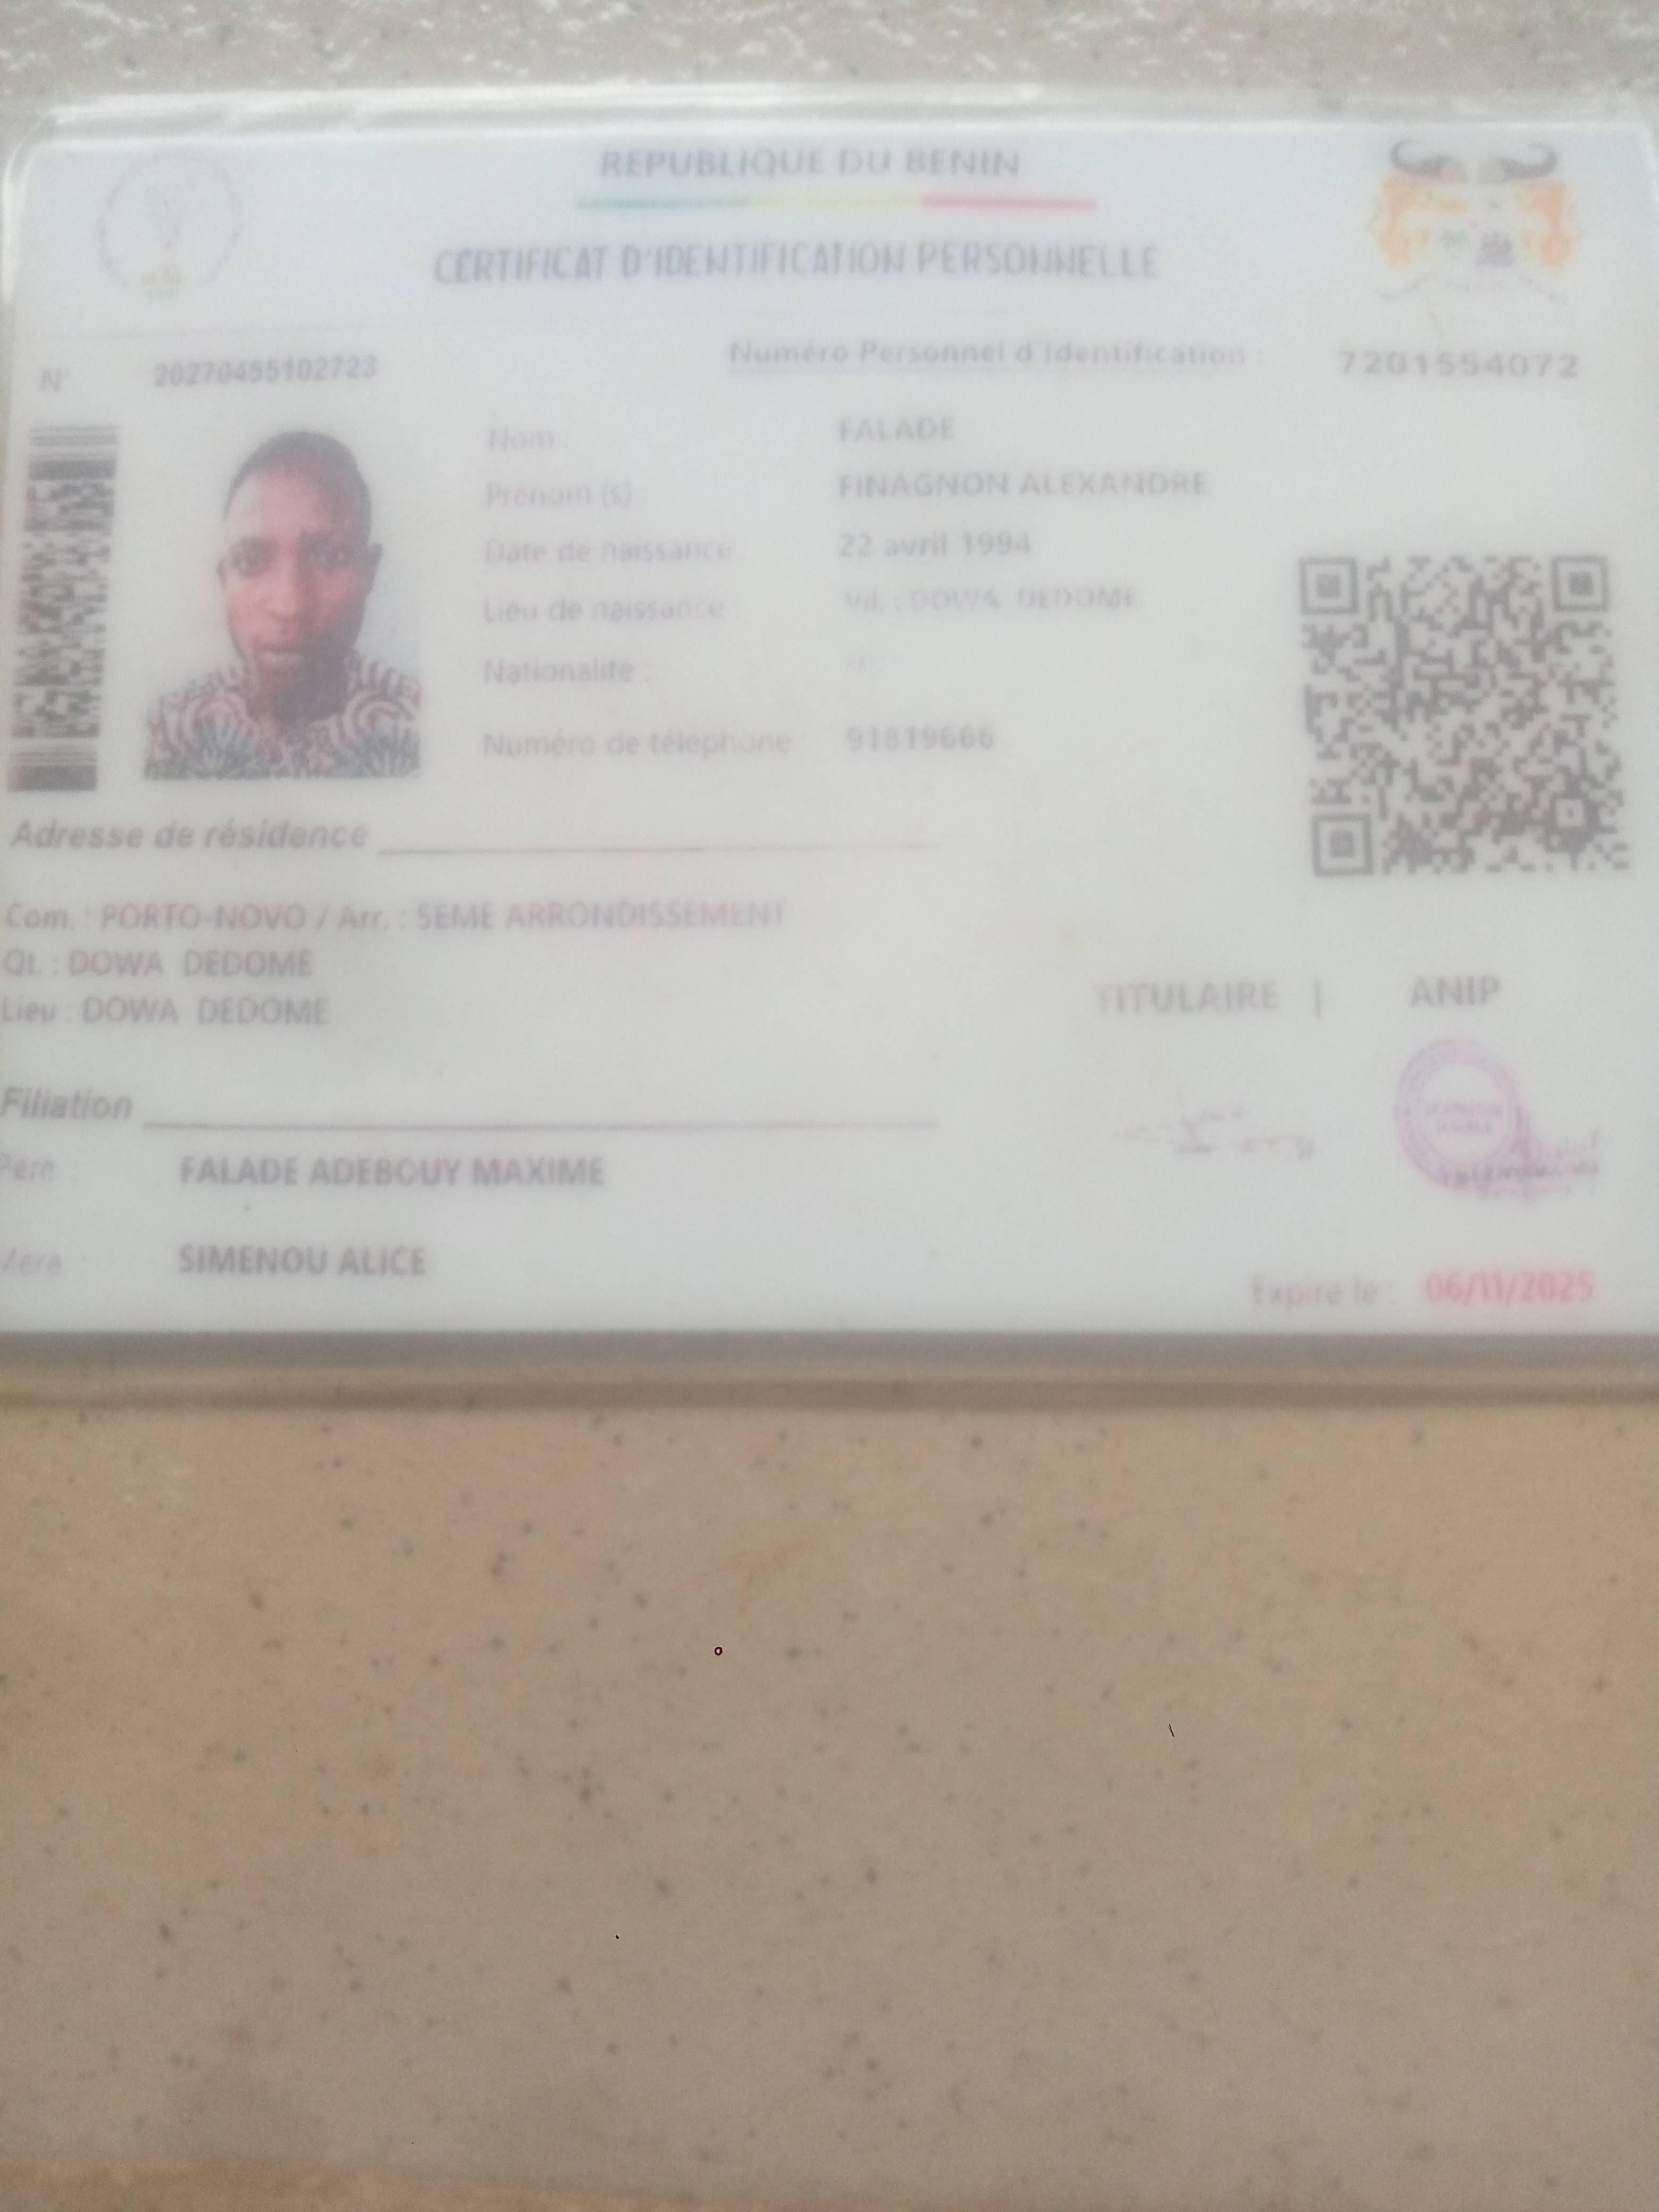 REPUBLIQUE DU BENIN
CERTIFICAT D'IDENTIFICATION PERSONNELLE
N° 20270455102723
Numéro Personnel d'Identification : 7201554072
Nom : FALADE
Prénom (s) : FINAGNON ALEXANDRE
Date de naissance : 22 avril 1994
Lieu de naissance Vil. : DOWA DEDOME
Nationalité :
Numéro de téléphone 91819666
Adresse de résidence
Com. : PORTO-NOVO / Arr. : 5EME ARRONDISSEMENT
Qt. : DOWA DEDOME
Lieu : DOWA DEDOME
TITULAIRE | ANIP
Filiation
Père : FALADE ADEBOUY MAXIME
Mère : SIMENOU ALICE
Expire le : 06/11/2025